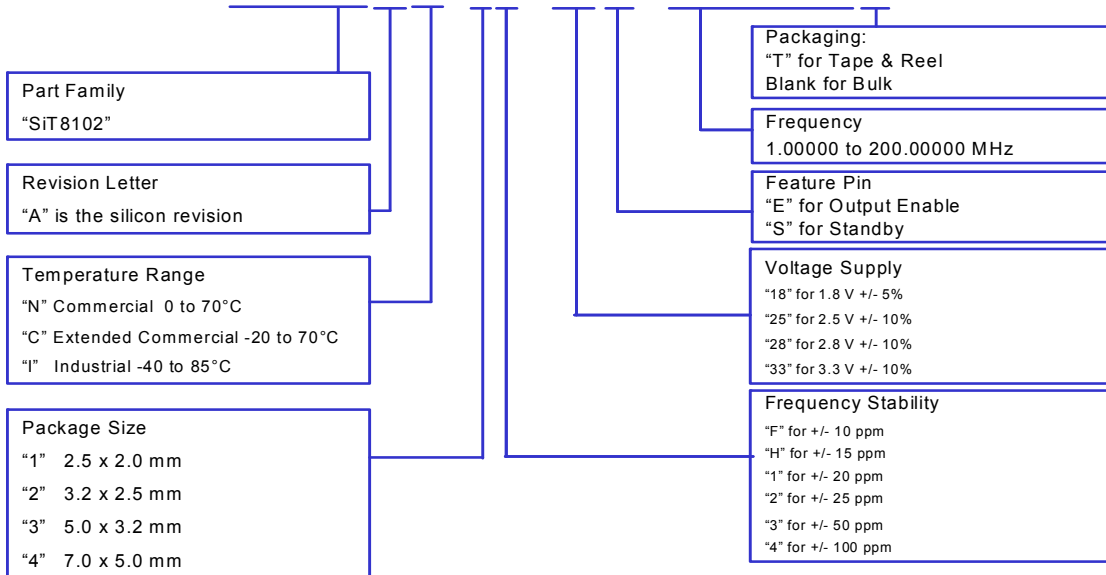 Part Family
“SiT8102”
Revision Letter
“A” is the silicon revision
Temperature Range
“N” Commercial 0 to 70°C
“C” Extended Commercial -20 to 70°C
“I” Industrial -40 to 85°C
Package Size
“1” 2.5 x 2.0 mm
“2” 3.2 x 2.5 mm
“3” 5.0 x 3.2 mm
“4” 7.0 x 5.0 mm
Packaging:
“T” for Tape & Reel
Blank for Bulk
Frequency
1.00000 to 200.00000 MHz
Feature Pin
“E” for Output Enable
“S” for Standby
Voltage Supply
“18” for 1.8 V +/- 5%
“25” for 2.5 V +/- 10%
“28” for 2.8 V +/- 10%
“33” for 3.3 V +/- 10%
Frequency Stability
“F” for +/- 10 ppm
“H” for +/- 15 ppm
“1” for +/- 20 ppm
“2” for +/- 25 ppm
“3” for +/- 50 ppm
“4” for +/- 100 ppm